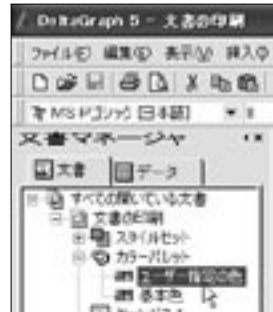 DeltaGraph 5 - 文書の印刷
ファイル(F) 編集(E) 表示(V) 挿入(I)
MS Pゴシック (日本語)
文書マネージャ
文書 データ
すべての開いている文書
文書の印刷
スタイルセット
カラーパレット
ユーザー指定の色
基本色